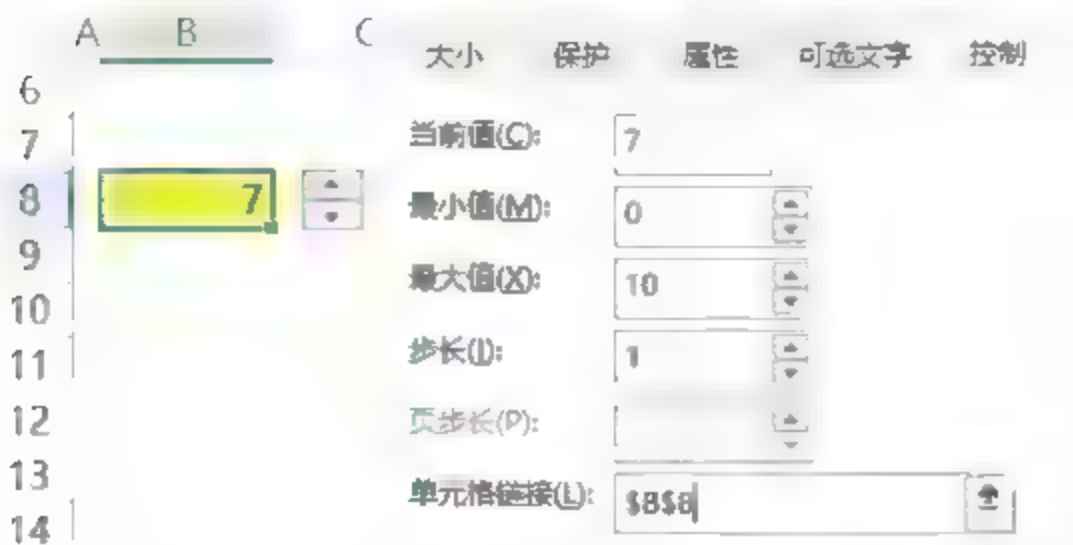 A B C
大小 保护 属性 可选文字 控制
6
7
8 7
9
10
11
12
13
14
当前值(C): 7
最小值(M): 0
最大值(X): 10
步长(I): 1
页步长(P):
单元格链接(L): $B$8